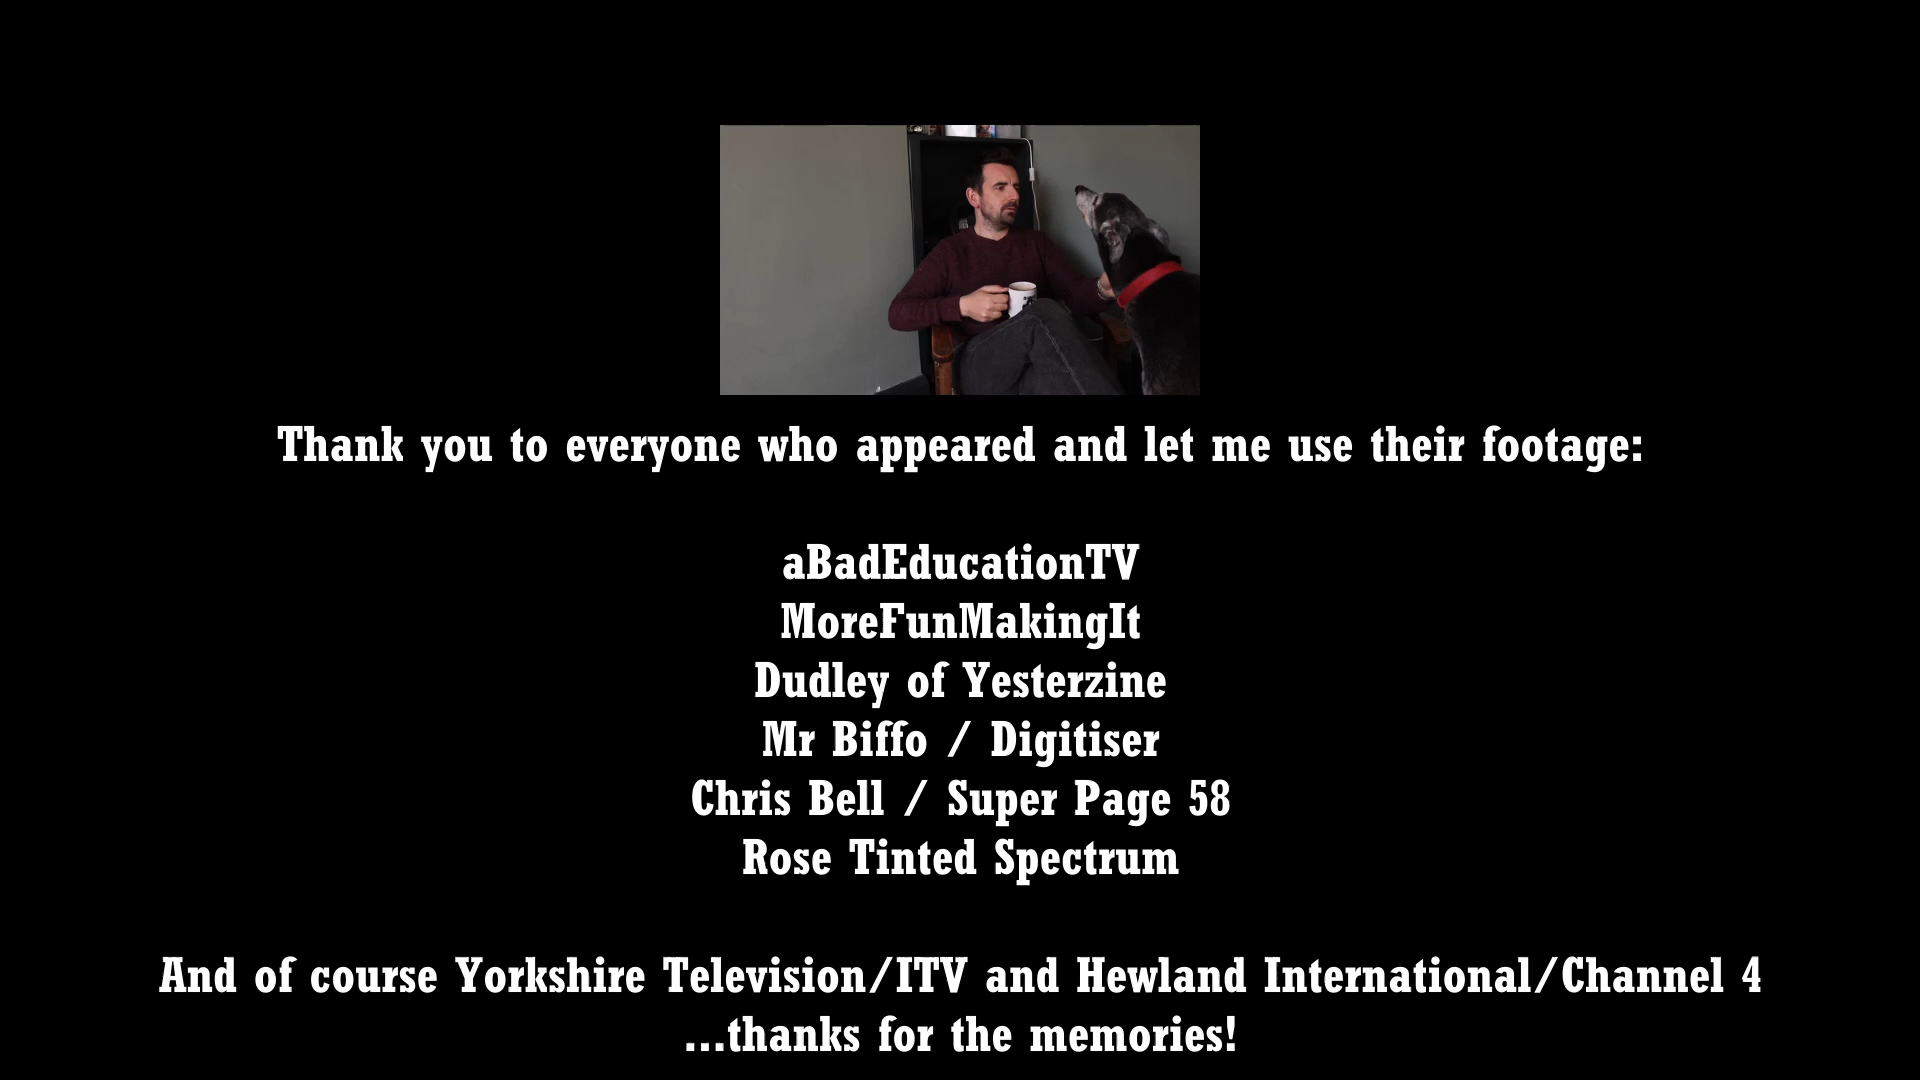 Thank you to everyone who appeared and let me use their footage:
aBadEducationTV
MoreFunMakingIt
Dudley of Yesterzine
Mr Biffo / Digitiser
Chris Bell / Super Page 58
Rose Tinted Spectrum
And of course Yorkshire Television/ITV and Hewland International/Channel 4
...thanks for the memories!